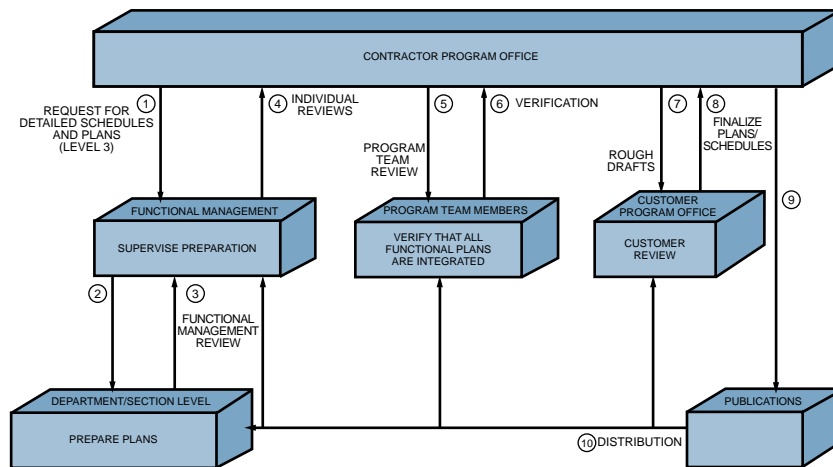 CONTRACTOR PROGRAM OFFICE
1
REQUEST FOR
DETAILED SCHEDULES
AND PLANS
(LEVEL 3)
4
INDIVIDUAL
REVIEWS
5
PROGRAM
TEAM
REVIEW
6
VERIFICATION
7
ROUGH
DRAFTS
8
FINALIZE
PLANS/
SCHEDULES
9
FUNCTIONAL MANAGEMENT
SUPERVISE PREPARATION
PROGRAM TEAM MEMBERS
VERIFY THAT ALL
FUNCTIONAL PLANS
ARE INTEGRATED
CUSTOMER
PROGRAM OFFICE
CUSTOMER
REVIEW
2
3
FUNCTIONAL
MANAGEMENT
REVIEW
DEPARTMENT/SECTION LEVEL
PREPARE PLANS
PUBLICATIONS
10 DISTRIBUTION